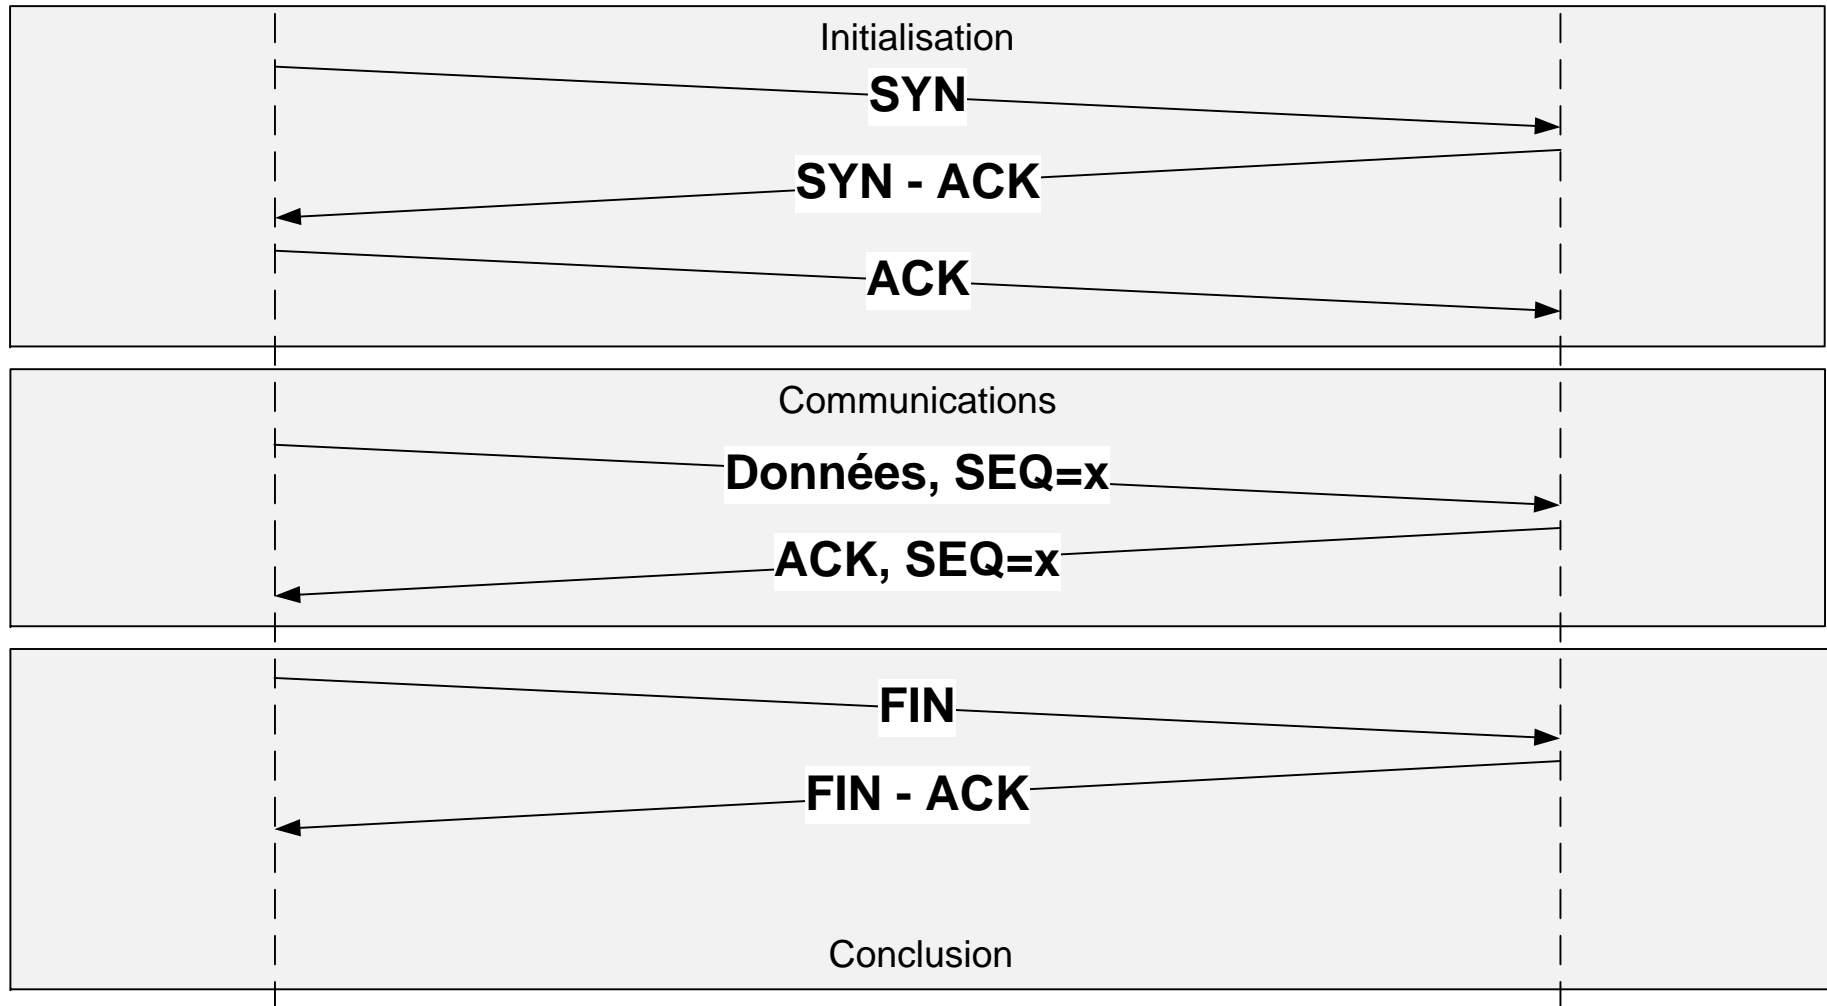 Initialisation
SYN
SYN - ACK
ACK
Communications
Données, SEQ=x
ACK, SEQ=x
FIN
FIN - ACK
Conclusion